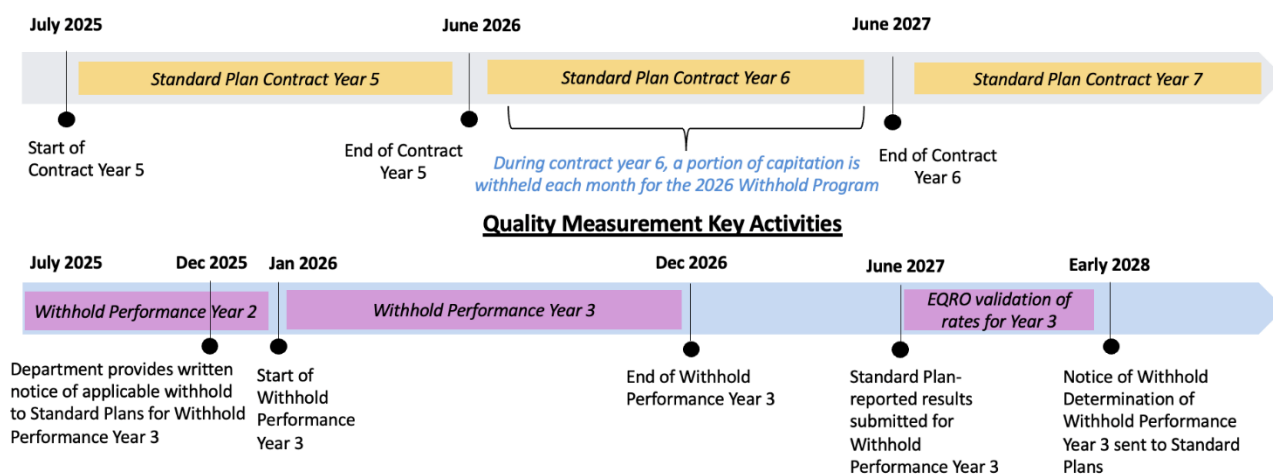 July 2025
June 2026
June 2027
Standard Plan Contract Year 5
Standard Plan Contract Year 6
Standard Plan Contract Year 7
Start of
Contract Year 5
End of Contract
Year 5
During contract year 6, a portion of capitation is
withheld each month for the 2026 Withhold Program
End of Contract
Year 6
Quality Measurement Key Activities
July 2025
Dec 2025
Jan 2026
Dec 2026
June 2027
Early 2028
Withhold Performance Year 2
Withhold Performance Year 3
EQRO validation of
rates for Year 3
Department provides written
notice of applicable withhold
to Standard Plans for Withhold
Performance Year 3
Start of
Withhold
Performance
Year 3
End of Withhold
Performance Year 3
Standard Plan-
reported results
submitted for
Withhold
Performance Year 3
Notice of Withhold
Determination of
Withhold Performance
Year 3 sent to Standard
Plans